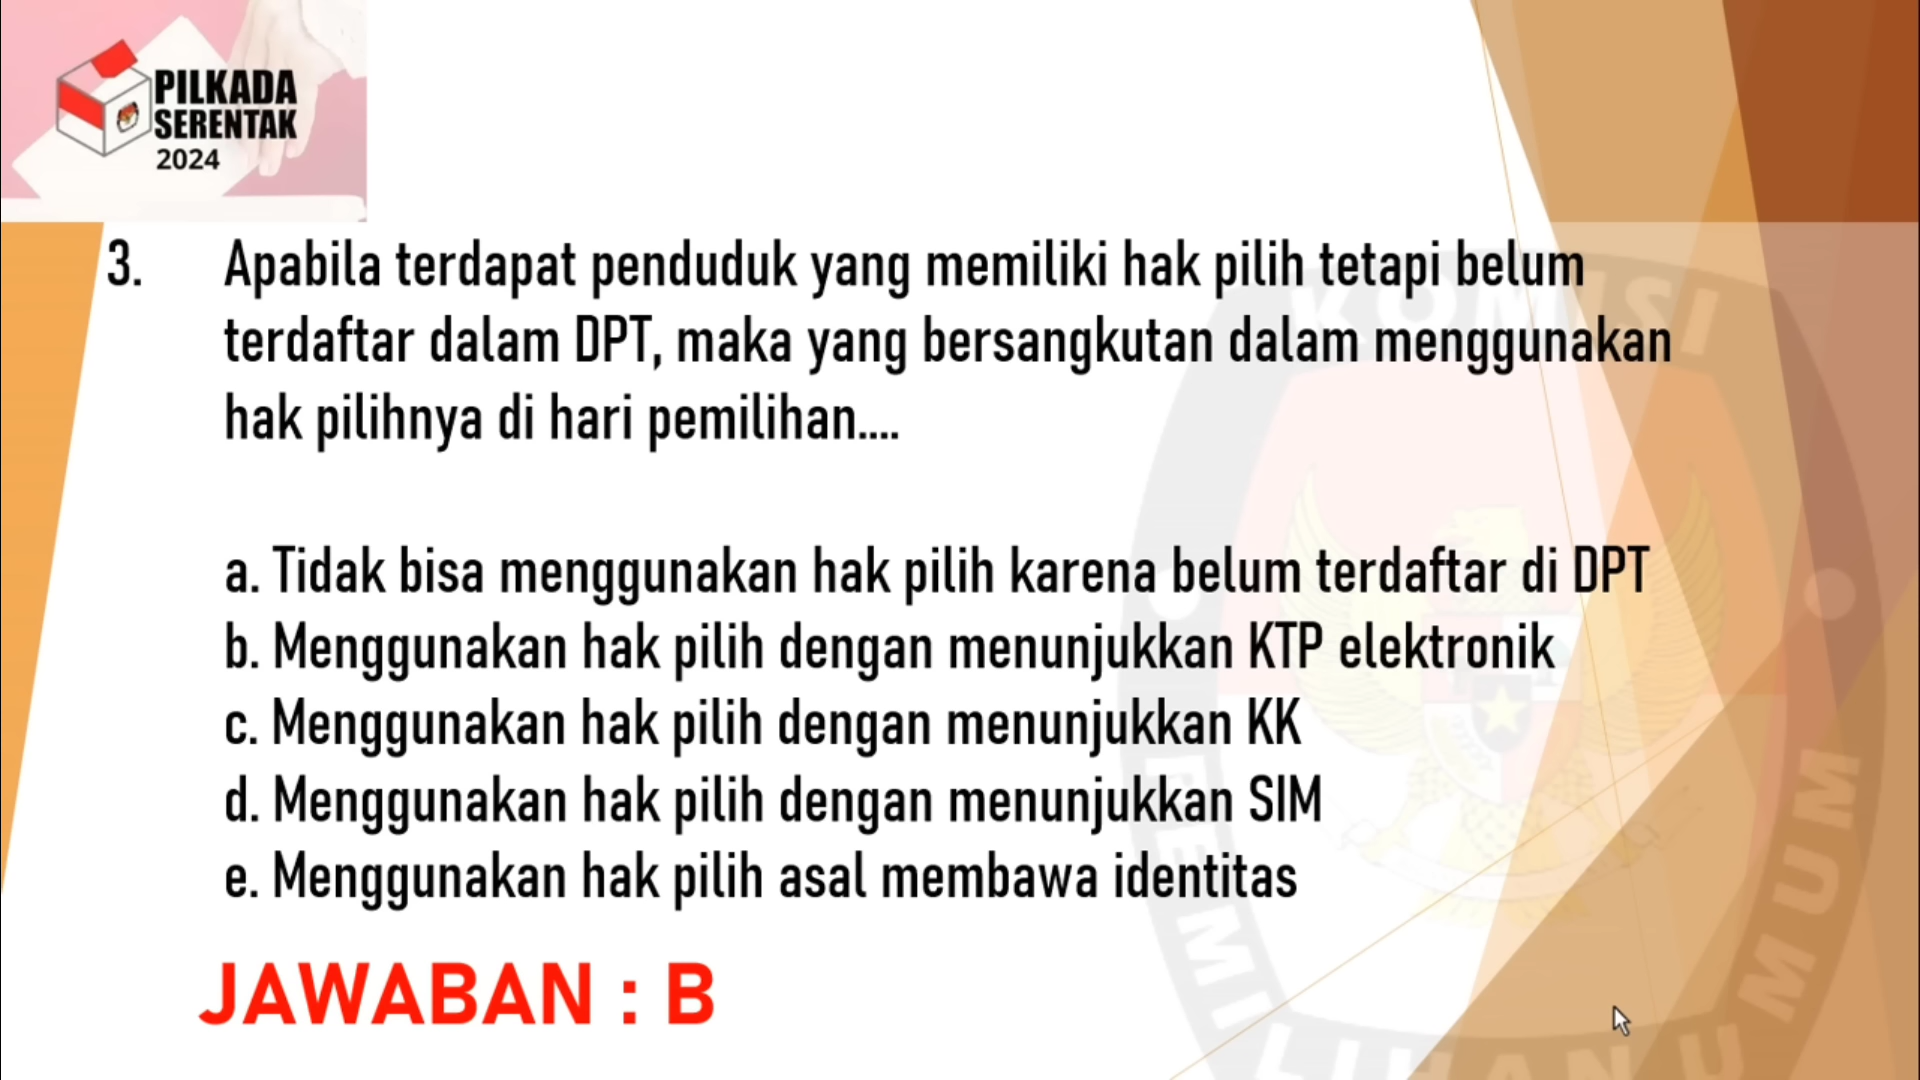 PILKADA
SERENTAK
2024
3. Apabila terdapat penduduk yang memiliki hak pilih tetapi belum
terdaftar dalam DPT, maka yang bersangkutan dalam menggunakan
hak pilihnya di hari pemilihan....
a. Tidak bisa menggunakan hak pilih karena belum terdaftar di DPT
b. Menggunakan hak pilih dengan menunjukkan KTP elektronik
c. Menggunakan hak pilih dengan menunjukkan KK
d. Menggunakan hak pilih dengan menunjukkan SIM
e. Menggunakan hak pilih asal membawa identitas
JAWABAN : B
KOMISI
PEMILIHAN UMUM